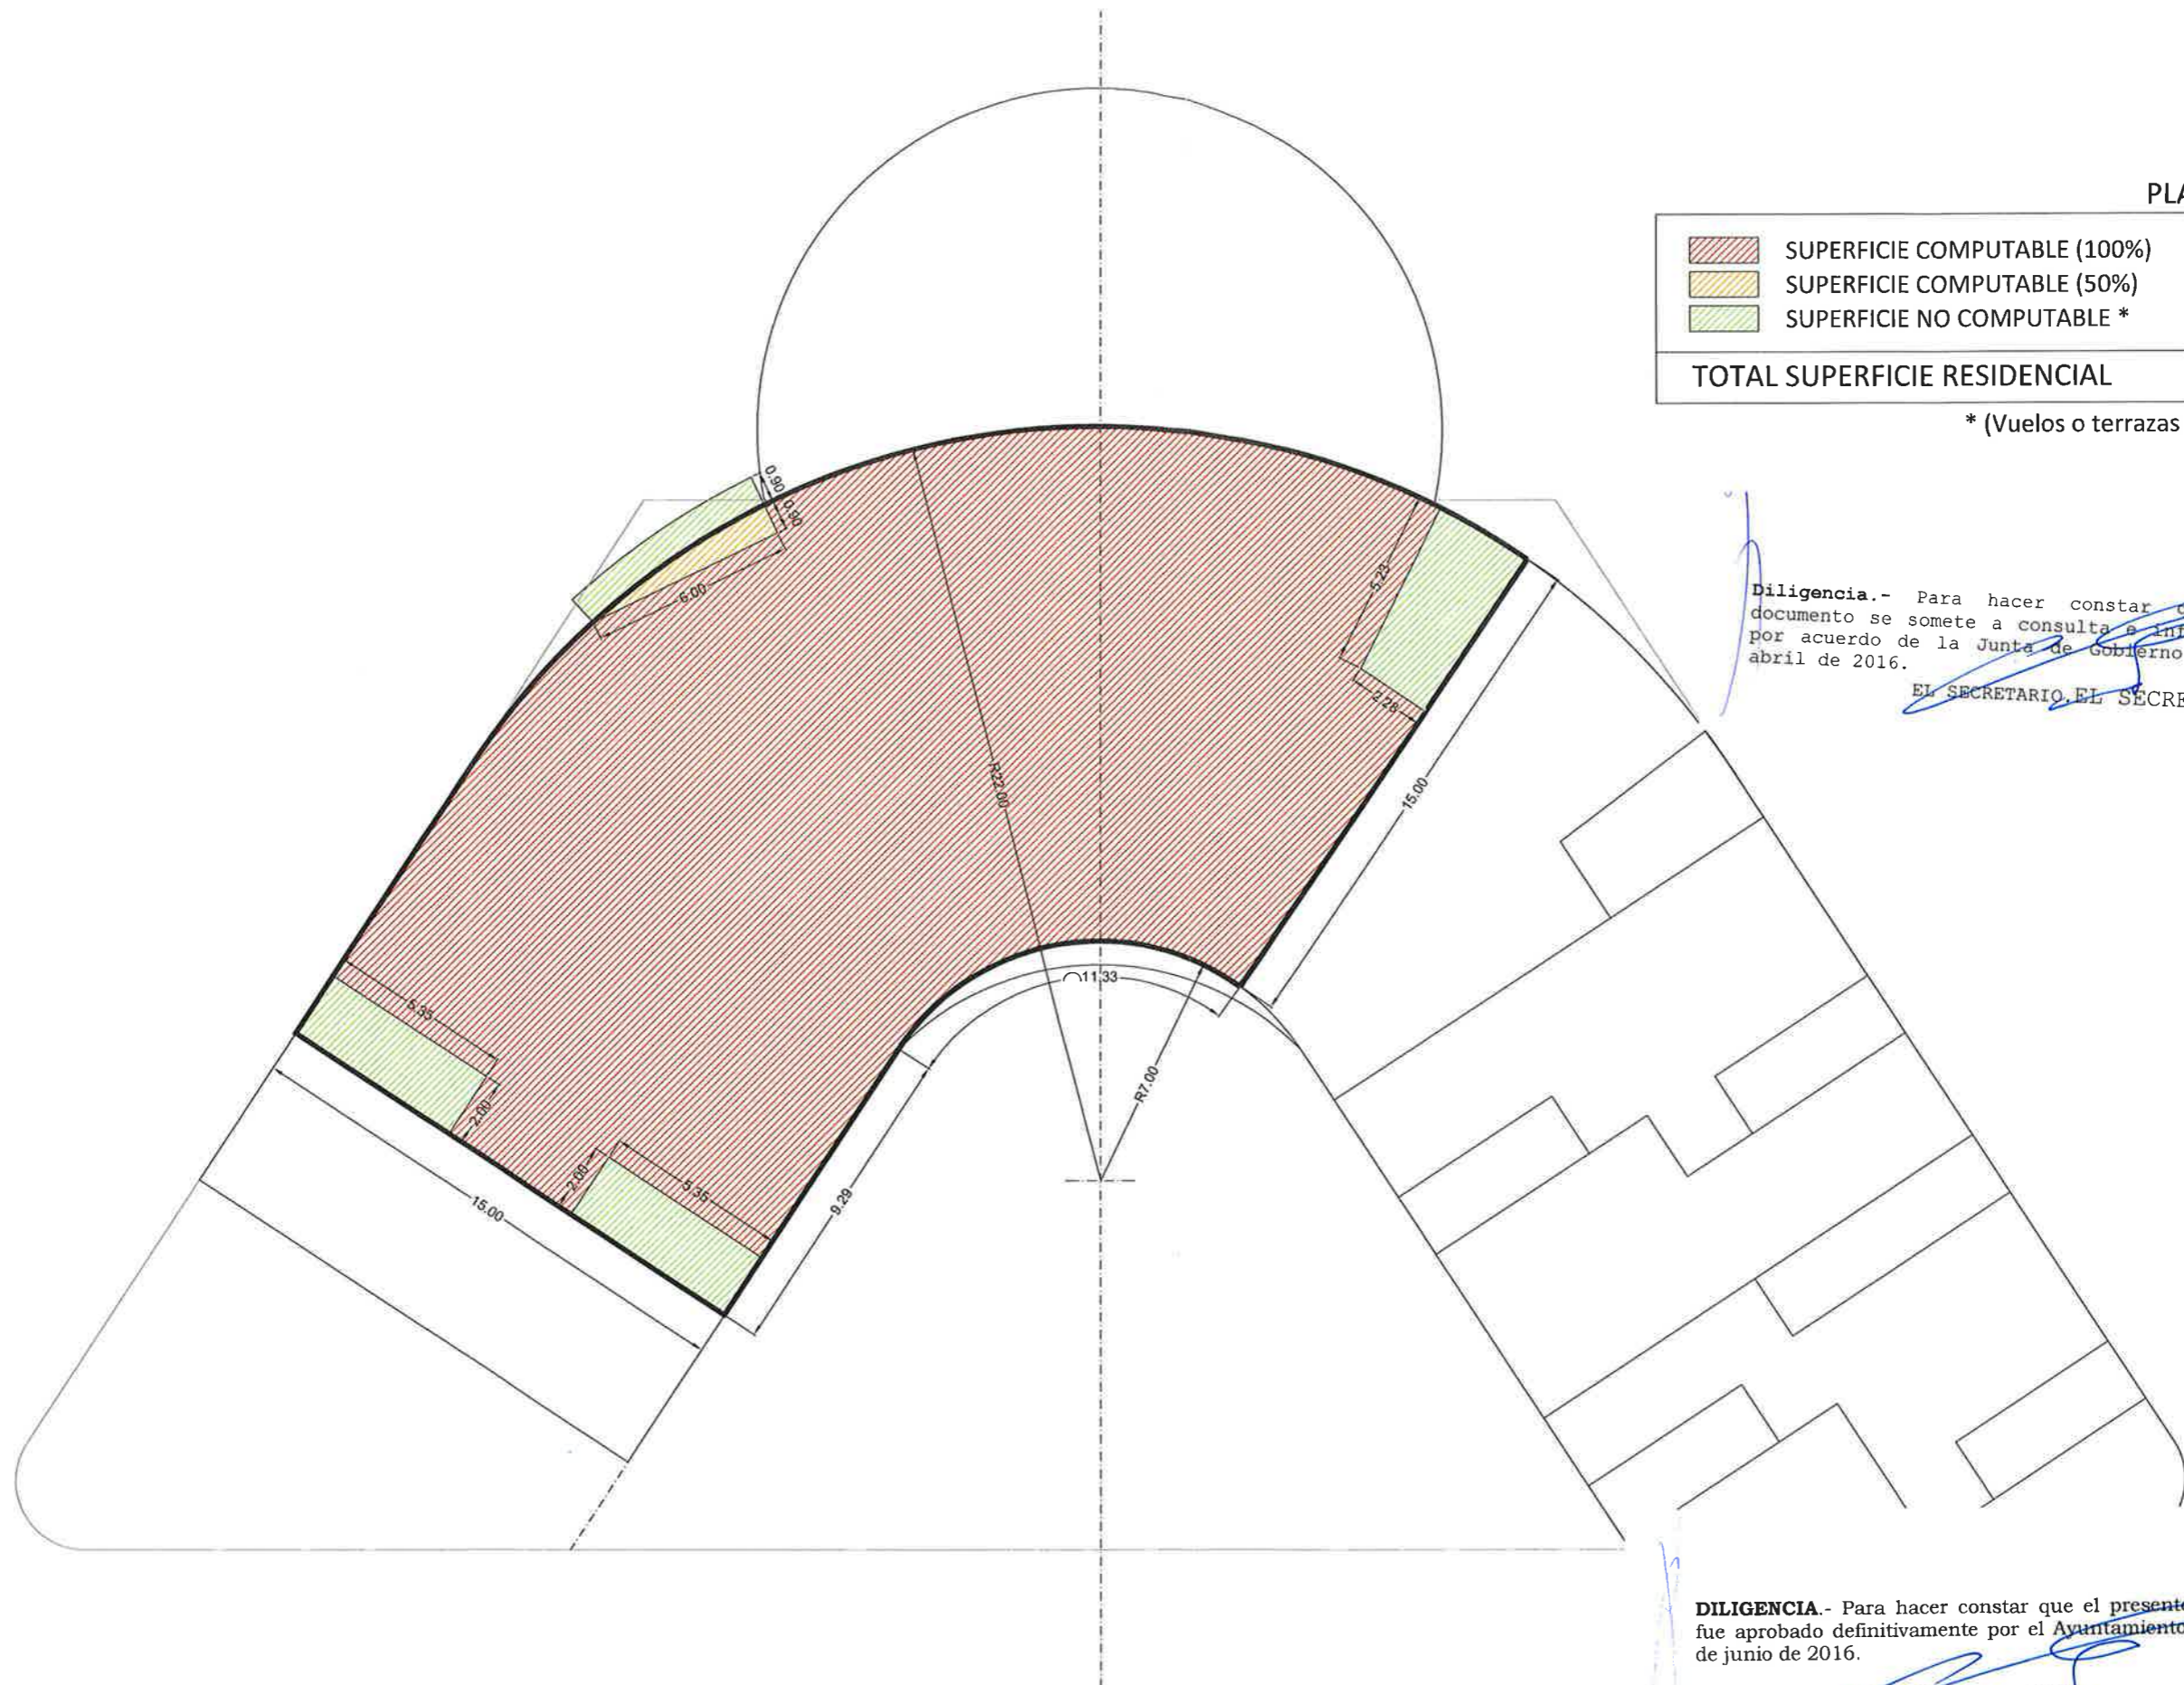 PLA
SUPERFICIE COMPUTABLE (100%)
SUPERFICIE COMPUTABLE (50%)
SUPERFICIE NO COMPUTABLE *
TOTAL SUPERFICIE RESIDENCIAL
* (Vuelos o terrazas
0.90
0.90
6.00
5.23
2.28
R22.00
15.00
Diligencia.- Para hacer constar
documento se somete a consulta e inf
por acuerdo de la Junta de Gobierno
abril de 2016.
EL SECRETARIO.EL SECRE
11.33
R7.00
5.35
2.00
2.00
5.35
15.00
9.29
DILIGENCIA.- Para hacer constar que el presente
fue aprobado definitivamente por el Ayuntamiento
de junio de 2016.